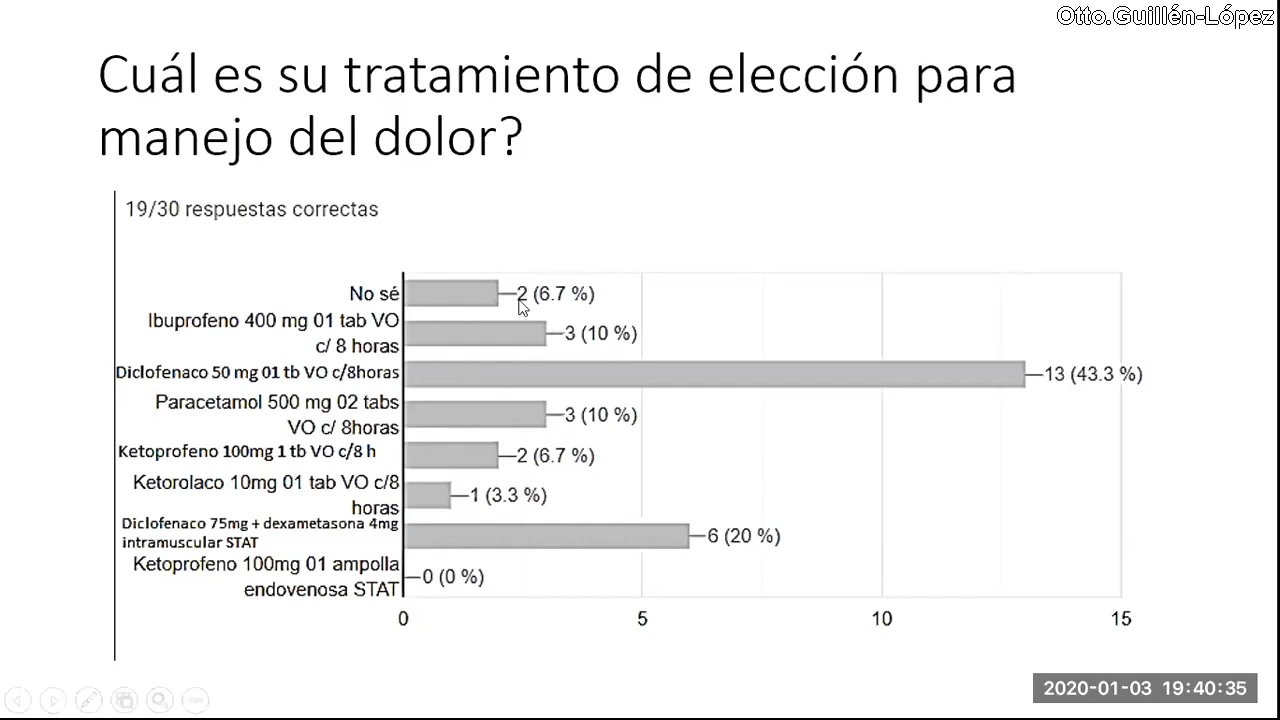 Otto.Guillén-López
Cuál es su tratamiento de elección para
manejo del dolor?
19/30 respuestas correctas
No sé
2 (6.7 %)
Ibuprofeno 400 mg 01 tab VO
c/ 8 horas
3 (10 %)
Diclofenaco 50 mg 01 tb VO c/8horas
13 (43.3 %)
Paracetamol 500 mg 02 tabs
VO c/ 8horas
3 (10 %)
Ketoprofeno 100mg 1 tb VO c/8 h
2 (6.7 %)
Ketorolaco 10mg 01 tab VO c/8
horas
1 (3.3 %)
Diclofenaco 75mg + dexametasona 4mg
intramuscular STAT
6 (20 %)
Ketoprofeno 100mg 01 ampolla
endovenosa STAT
0 (0 %)
0 5 10 15
2020-01-03 19:40:35